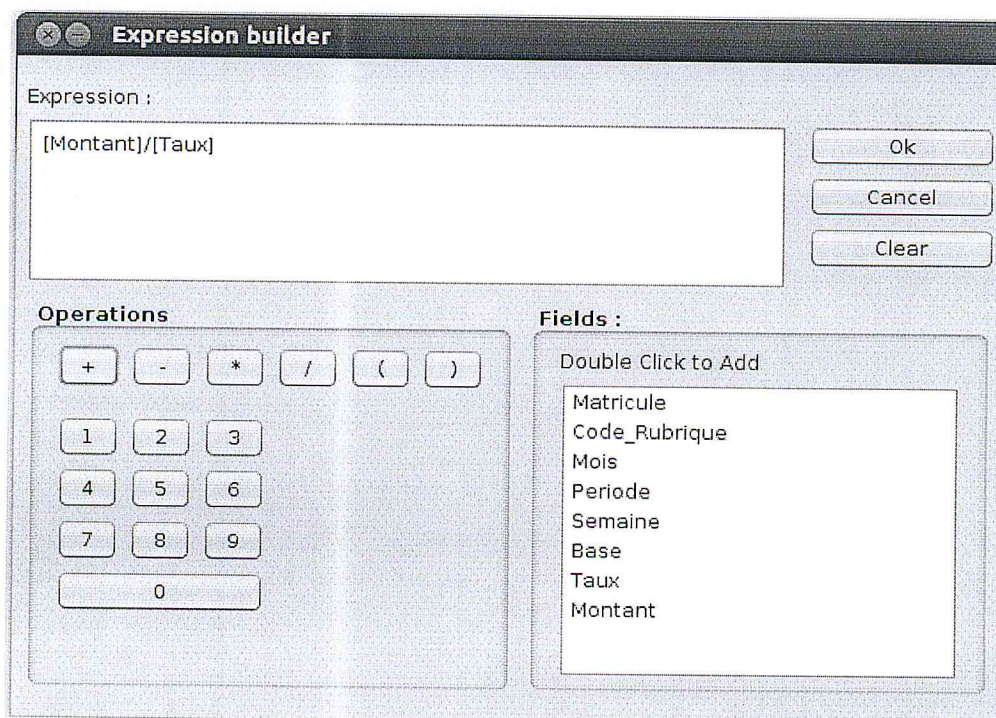 Expression builder
Expression :
[Montant]/[Taux]
Ok
Cancel
Clear
Operations
+ - * / ( )
1 2 3
4 5 6
7 8 9
0
Fields :
Double Click to Add
Matricule
Code_Rubrique
Mois
Periode
Semaine
Base
Taux
Montant